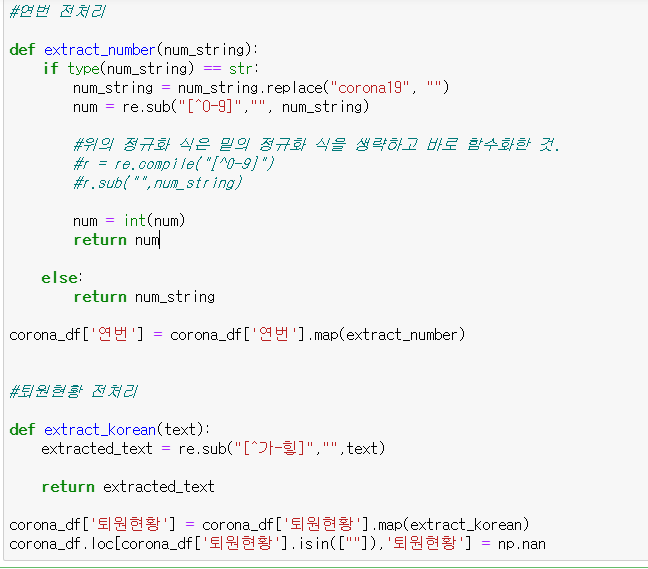 #연번 전처리
def extract_number(num_string):
if type(num_string) == str:
num_string = num_string.replace("corona19", "")
num = re.sub("[^0-9]","", num_string)
#위의 정규화 식은 밑의 정규화 식을 생략하고 바로 함수화한 것.
#r = re.compile("[^0-9]")
#r.sub("",num_string)
num = int(num)
return num
else:
return num_string
corona_df['연번'] = corona_df['연번'].map(extract_number)
#퇴원현황 전처리
def extract_korean(text):
extracted_text = re.sub("[^가-힣]","",text)
return extracted_text
corona_df['퇴원현황'] = corona_df['퇴원현황'].map(extract_korean)
corona_df.loc[corona_df['퇴원현황'].isin([""]),'퇴원현황'] = np.nan